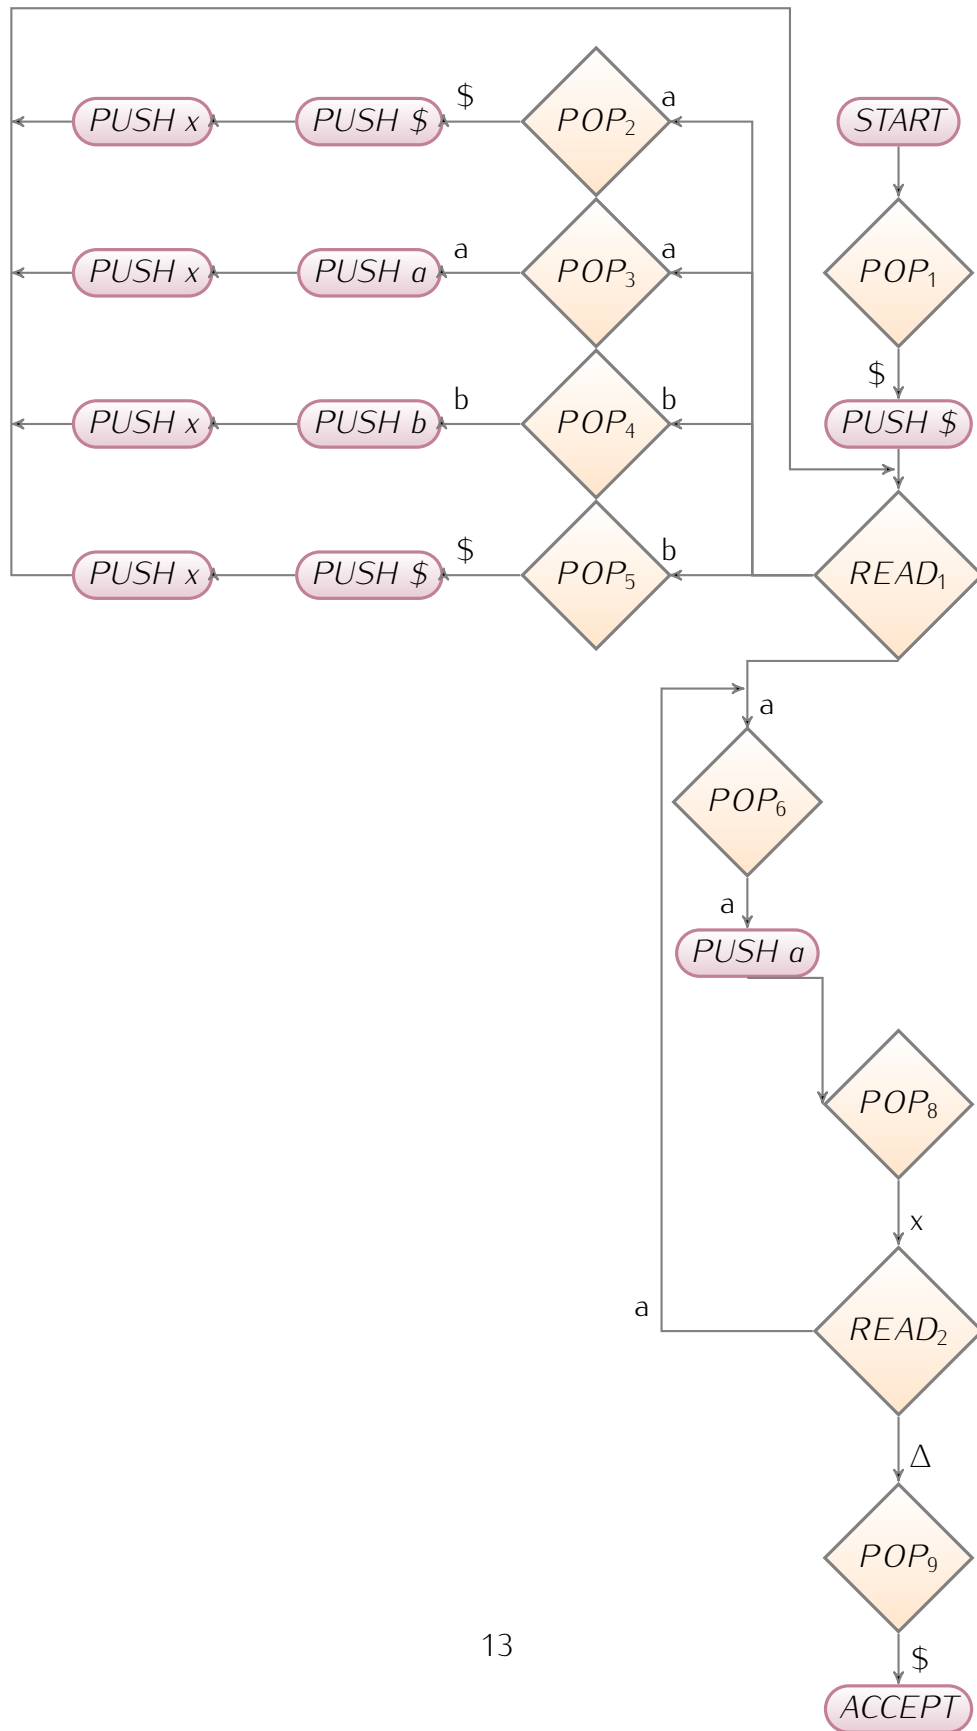 $ a
PUSH x PUSH $ POP2 START
a a
PUSH x PUSH a POP3 POP1
b b $
PUSH x PUSH b POP4 PUSH $
$ b
PUSH x PUSH $ POP5 READ1
a
POP6
a
PUSH a
POP8
x
a
READ2
Δ
POP9
13
$
ACCEPT